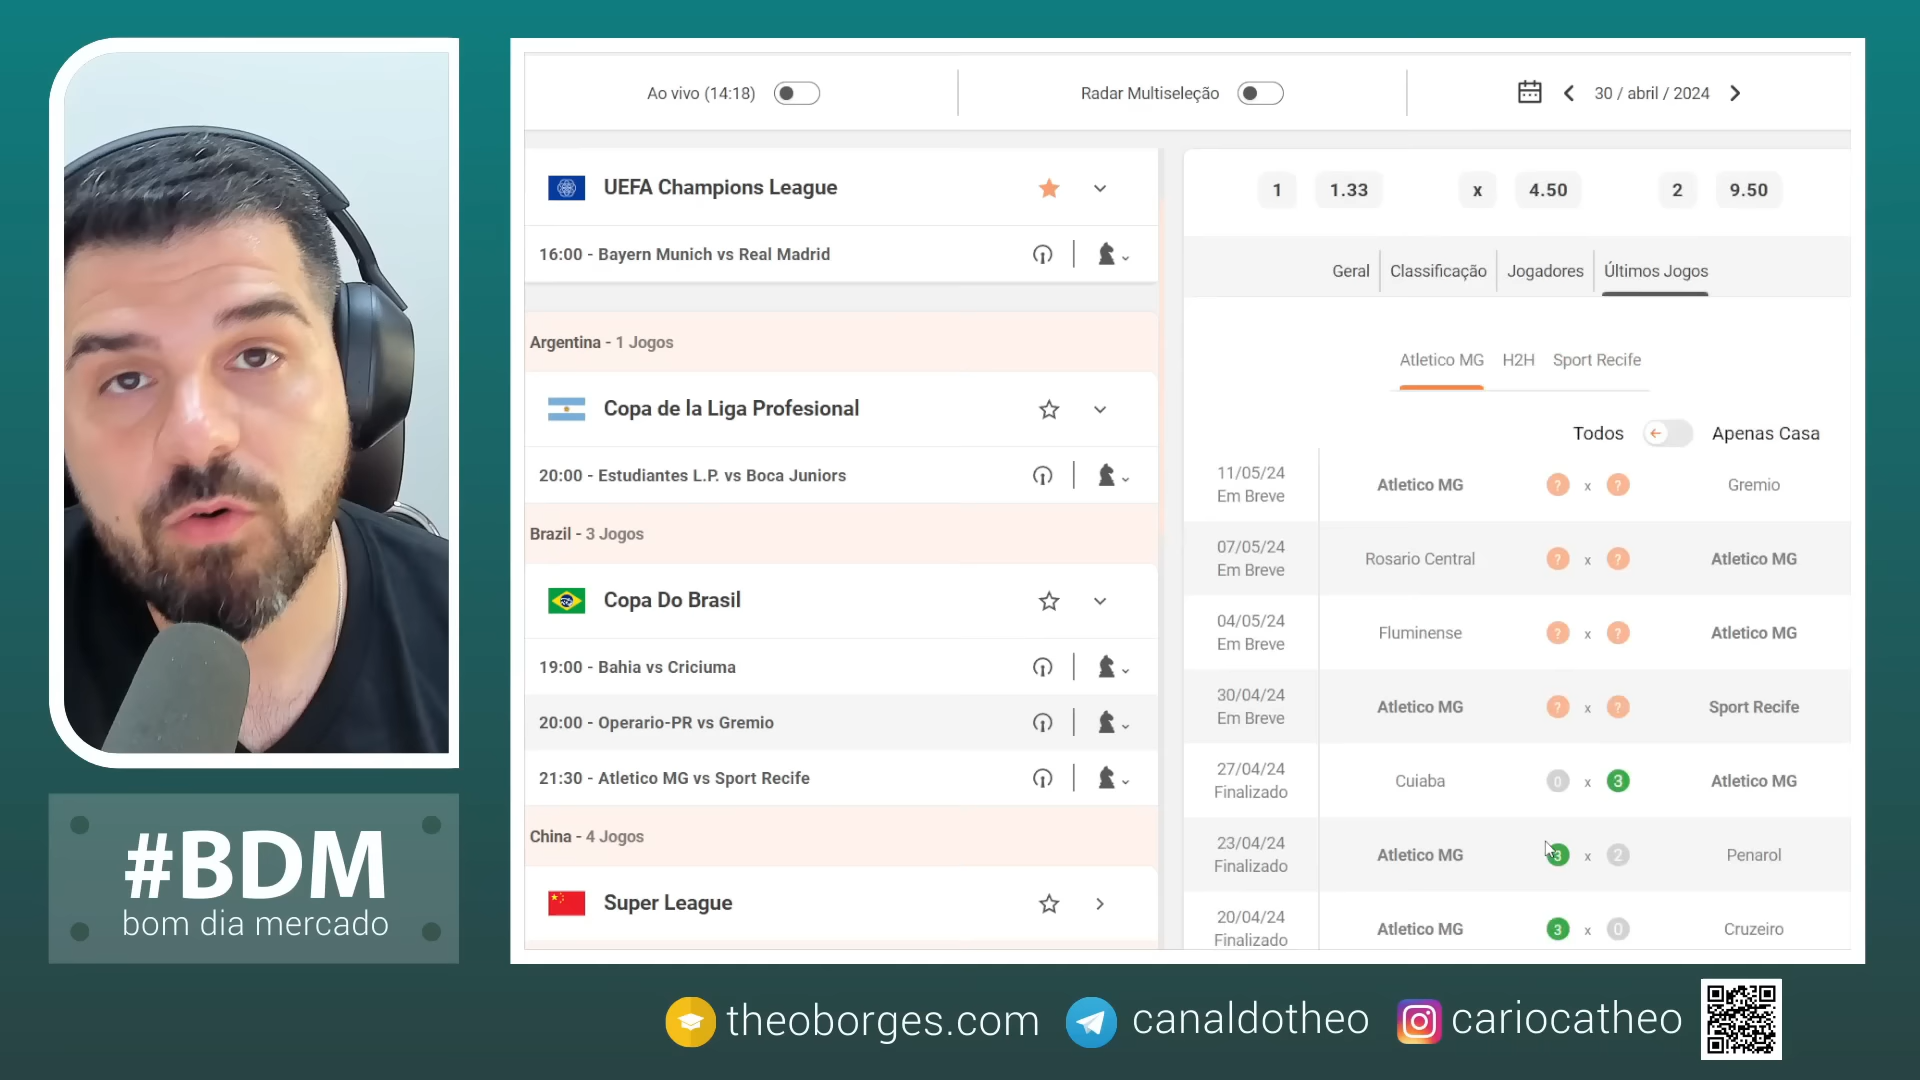 Ao vivo (14:18)
Radar Multiseleção
30 / abril / 2024
UEFA Champions League
16:00 - Bayern Munich vs Real Madrid
Argentina - 1 Jogos
Copa de la Liga Profesional
20:00 - Estudiantes L.P. vs Boca Juniors
Brazil - 3 Jogos
Copa Do Brasil
19:00 - Bahia vs Criciuma
20:00 - Operario-PR vs Gremio
21:30 - Atletico MG vs Sport Recife
China - 4 Jogos
Super League
1 1.33 x 4.50 2 9.50
Geral Classificação Jogadores Últimos Jogos
Atletico MG H2H Sport Recife
Todos Apenas Casa
11/05/24
Em Breve
Atletico MG ? x ? Gremio
07/05/24
Em Breve
Rosario Central ? x ? Atletico MG
04/05/24
Em Breve
Fluminense ? x ? Atletico MG
30/04/24
Em Breve
Atletico MG ? x ? Sport Recife
27/04/24
Finalizado
Cuiaba 0 x 3 Atletico MG
23/04/24
Finalizado
Atletico MG 3 x 2 Penarol
20/04/24
Finalizado
Atletico MG 3 x 0 Cruzeiro
#BDM
bom dia mercado
theoborges.com
canaldotheo
cariocatheo